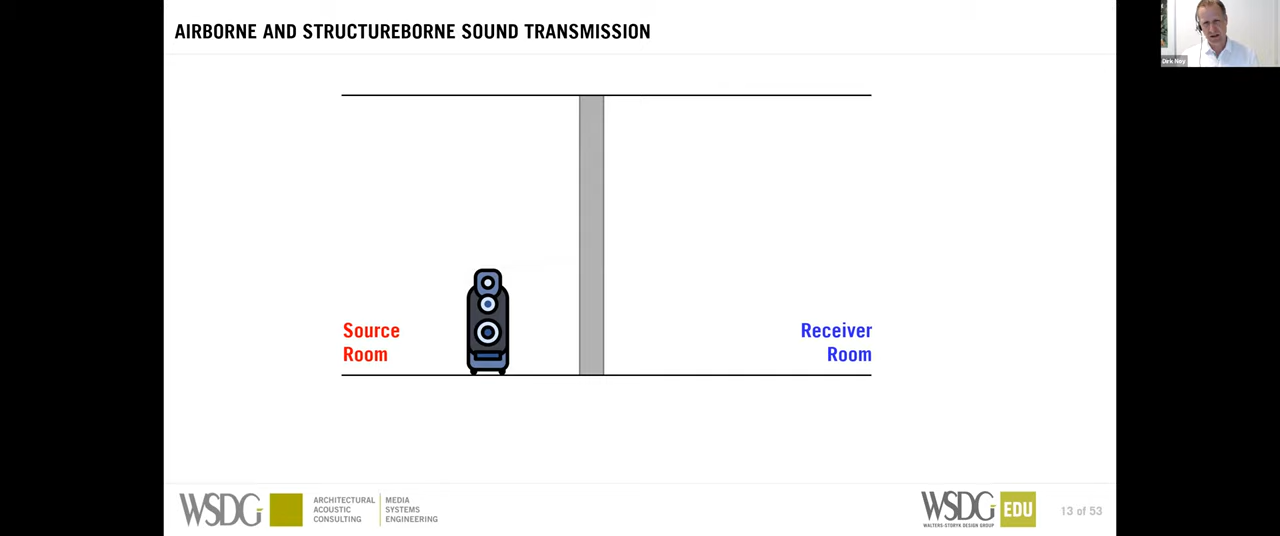 AIRBORNE AND STRUCTUREBORNE SOUND TRANSMISSION
Dirk Noy
Source
Room
Receiver
Room
WSDG
ARCHITECTURAL
ACOUSTIC
CONSULTING
MEDIA
SYSTEMS
ENGINEERING
WSDG
WALTERS-STORYK DESIGN GROUP
EDU
13 of 53